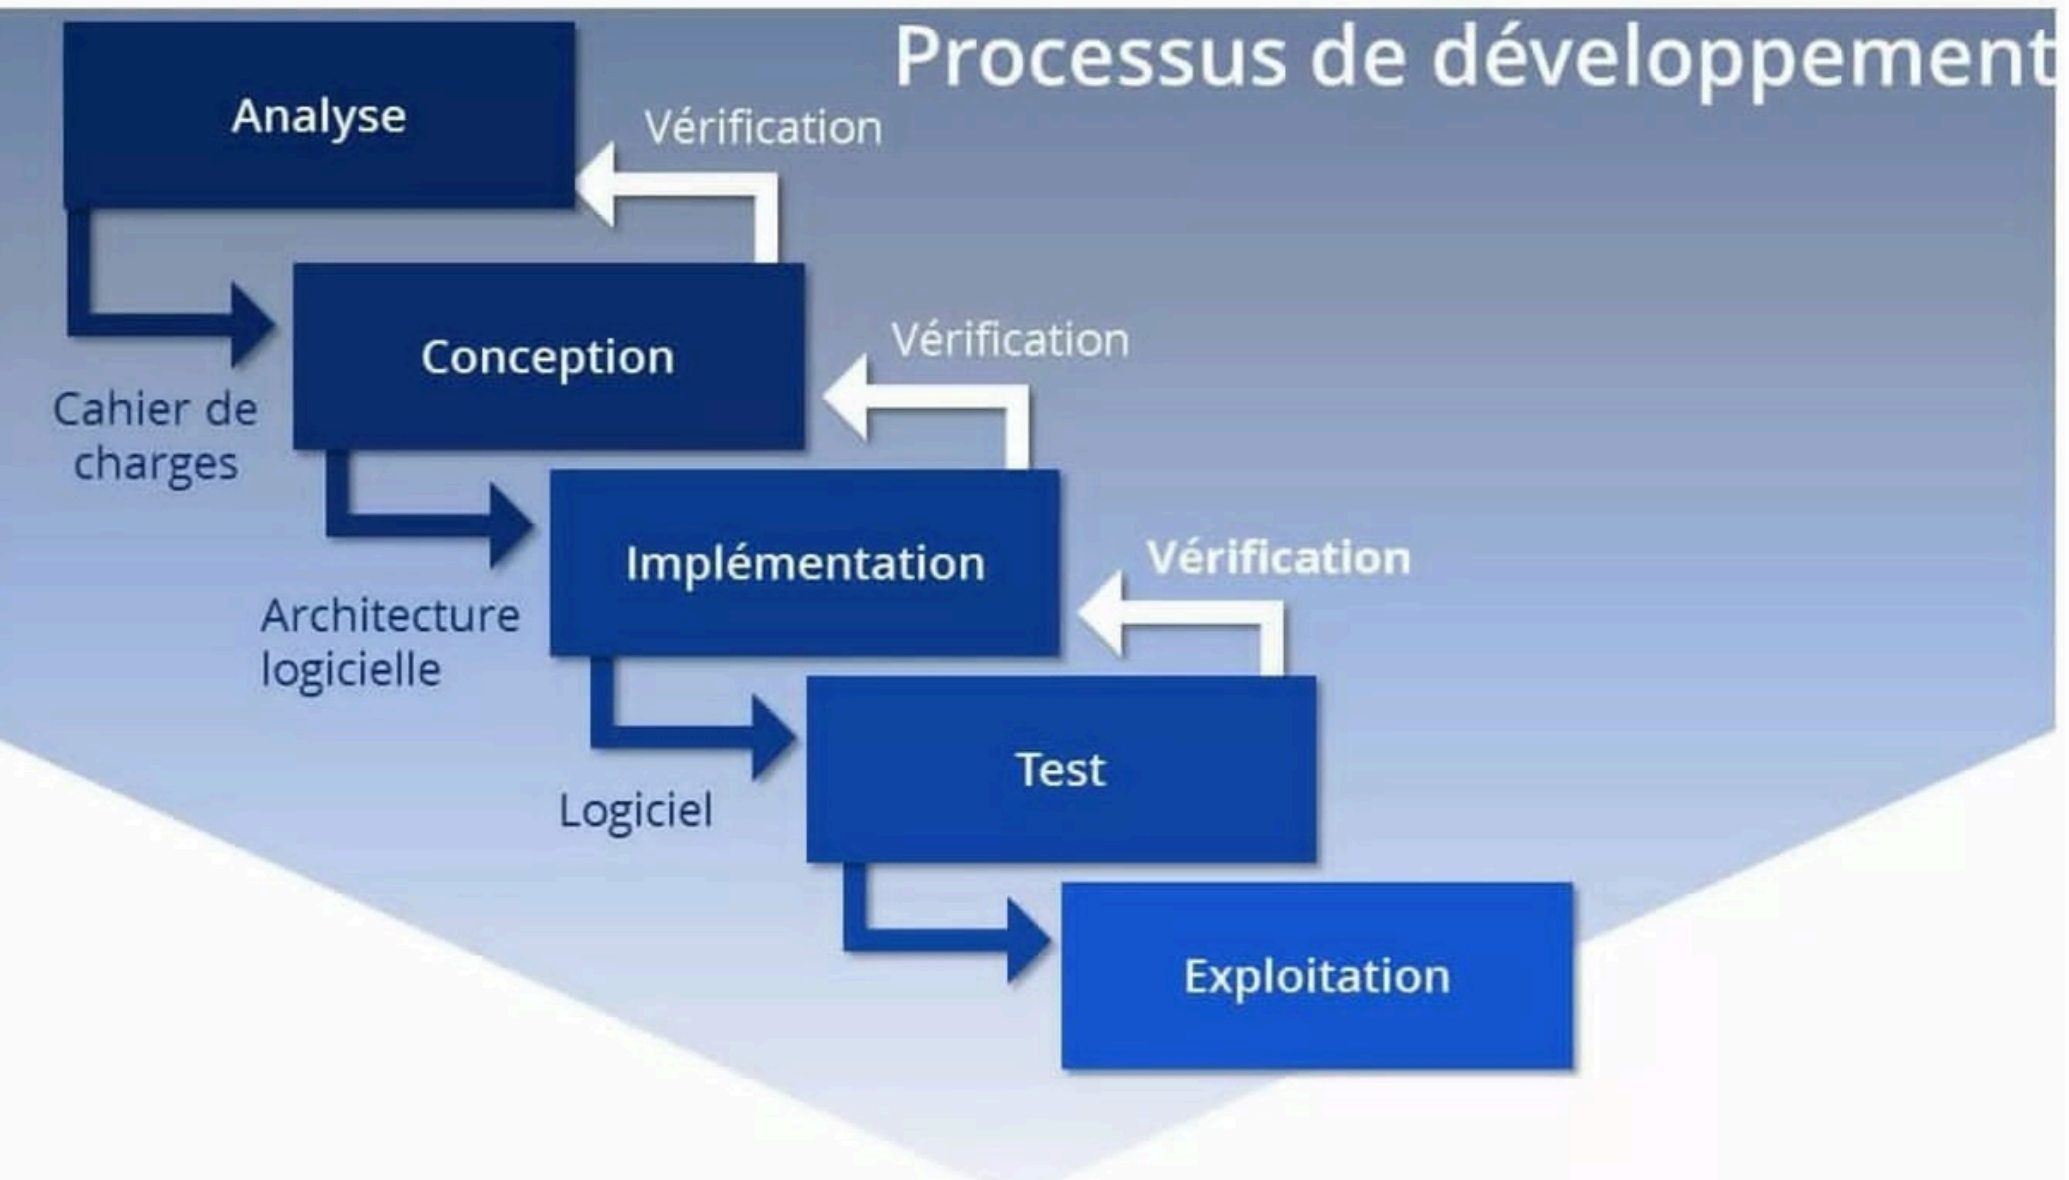 Processus de développement
Analyse
Vérification
Conception
Vérification
Cahier de
charges
Implémentation
Vérification
Architecture
logicielle
Test
Logiciel
Exploitation